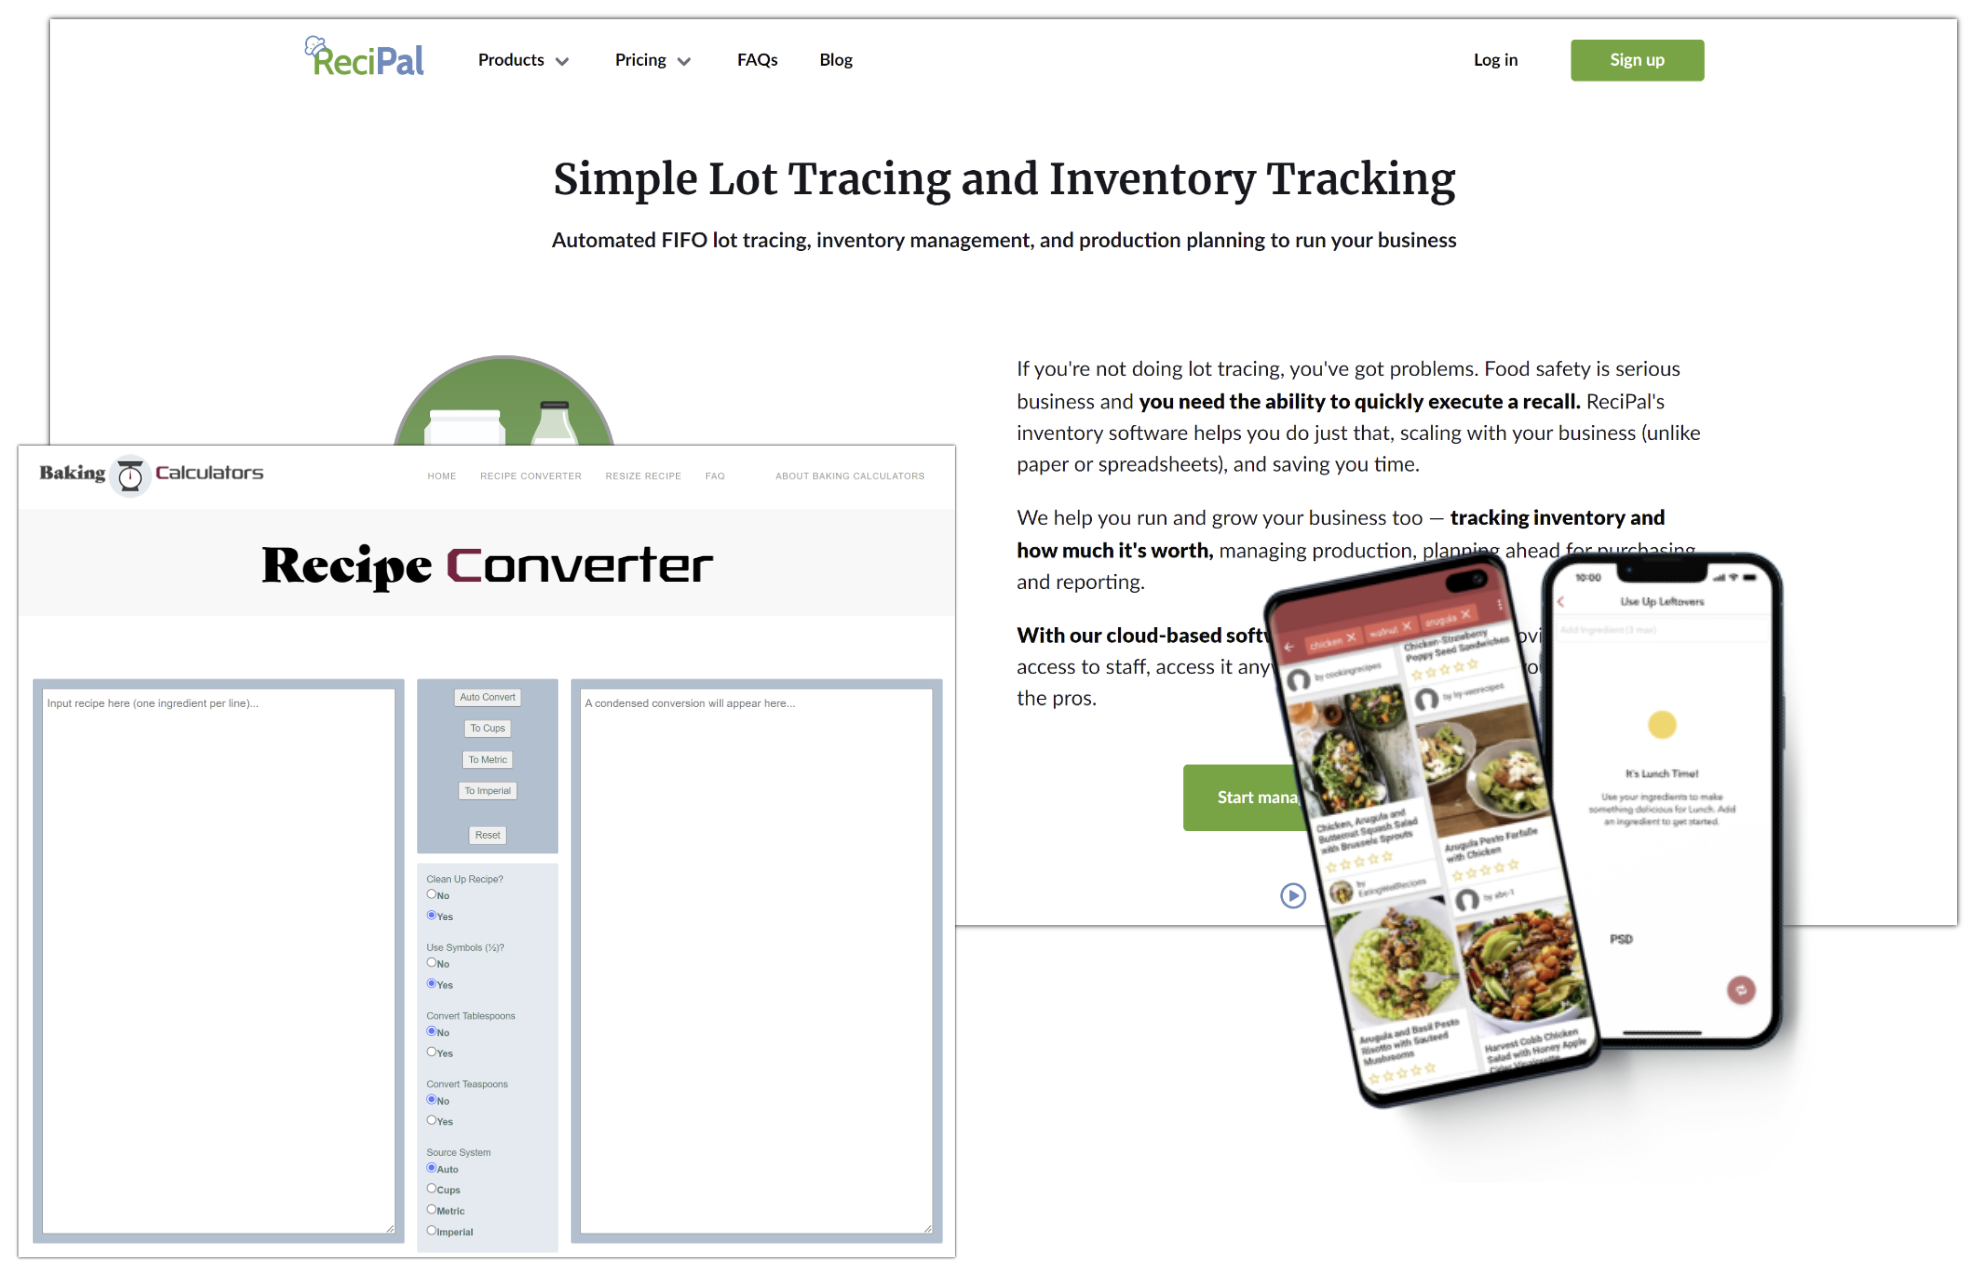 ReciPal
Products
Pricing
FAQs
Blog
Log in
Sign up
Simple Lot Tracing and Inventory Tracking
Automated FIFO lot tracing, inventory management, and production planning to run your business
If you're not doing lot tracing, you've got problems. Food safety is serious
business and you need the ability to quickly execute a recall. ReciPal's
inventory software helps you do just that, scaling with your business (unlike
paper or spreadsheets), and saving you time.
We help you run and grow your business too — tracking inventory and
how much it's worth, managing production, planning ahead for purchasing,
and reporting.
With our cloud-based
access to staff, access it
the pros.
Start
Baking Calculators
HOME
RECIPE CONVERTER
RESIZE RECIPE
FAQ
ABOUT BAKING CALCULATORS
Recipe Converter
Input recipe here (one ingredient per line)...
Auto Convert
To Cups
To Metric
To Imperial
Reset
Clean Up Recipe?
No
Yes
Use Symbols (½)?
No
Yes
Convert Tablespoons
No
Yes
Convert Teaspoons
No
Yes
Source System
Auto
Cups
Metric
Imperial
A condensed conversion will appear here...
chicken
walnut
arugula
by cookingrecipes
Chicken, Arugula and
Butternut Squash Salad
with Brussels Sprouts
by
EatingWellRecipes
Arugula and Basil Pesto
Risotto with Sauteed
Mushrooms
Chicken-Strawberry
Poppy Seed Sandwiches
Arugula Pesto Farfalle
with Chicken
by abc-1
Harvest Cobb Chicken
Salad with Honey Apple
Cider Vinaigrette
10:00
Use Up Leftovers
Add Ingredient (3 max)
It's Lunch Time!
Use your ingredients to make
something delicious for Lunch. Add
an ingredient to get started.
PSD